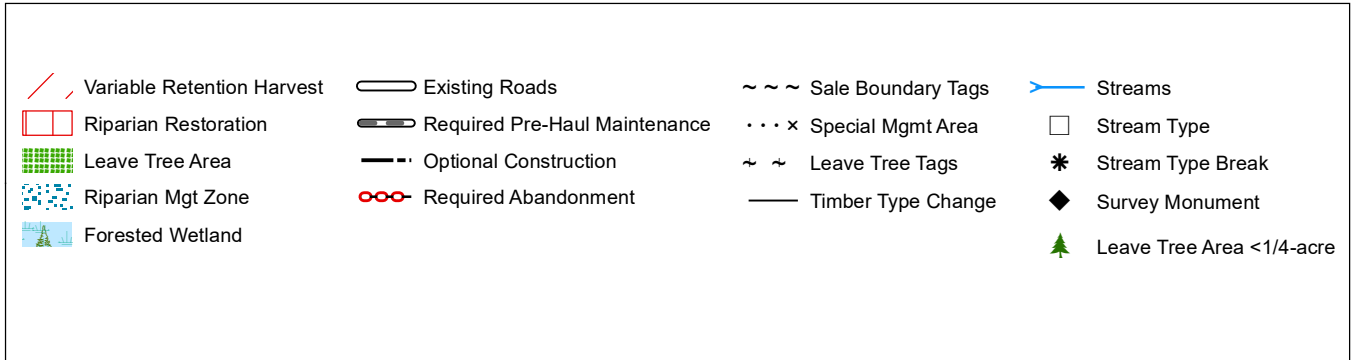 Variable Retention Harvest
Riparian Restoration
Leave Tree Area
Riparian Mgt Zone
Forested Wetland
Existing Roads
Required Pre-Haul Maintenance
Optional Construction
Required Abandonment
Sale Boundary Tags
Special Mgmt Area
Leave Tree Tags
Timber Type Change
Streams
Stream Type
Stream Type Break
Survey Monument
Leave Tree Area <1/4-acre